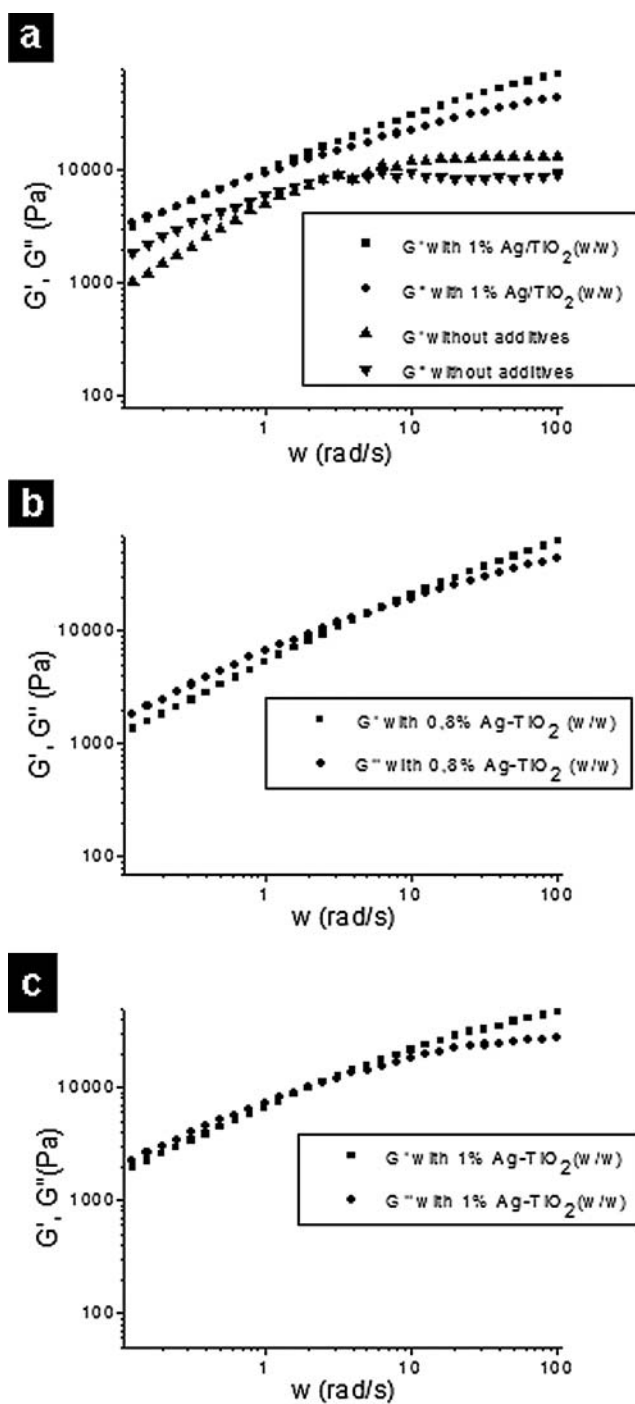 a
G', G'' (Pa)
10000
1000
100
1
10
100
w (rad/s)
G' with 1% Ag/TiO2 (w/w)
G" with 1% Ag/TiO2 (w/w)
G' without additives
G" without additives
b
G', G'' (Pa)
10000
1000
100
1
10
100
w (rad/s)
G' with 0,8% Ag-TiO2 (w/w)
G'' with 0,8% Ag-TiO2 (w/w)
c
G', G''(Pa)
10000
1000
100
1
10
100
w (rad/s)
G' with 1% Ag-TiO2 (w/w)
G'' with 1% Ag-TiO2 (w/w)